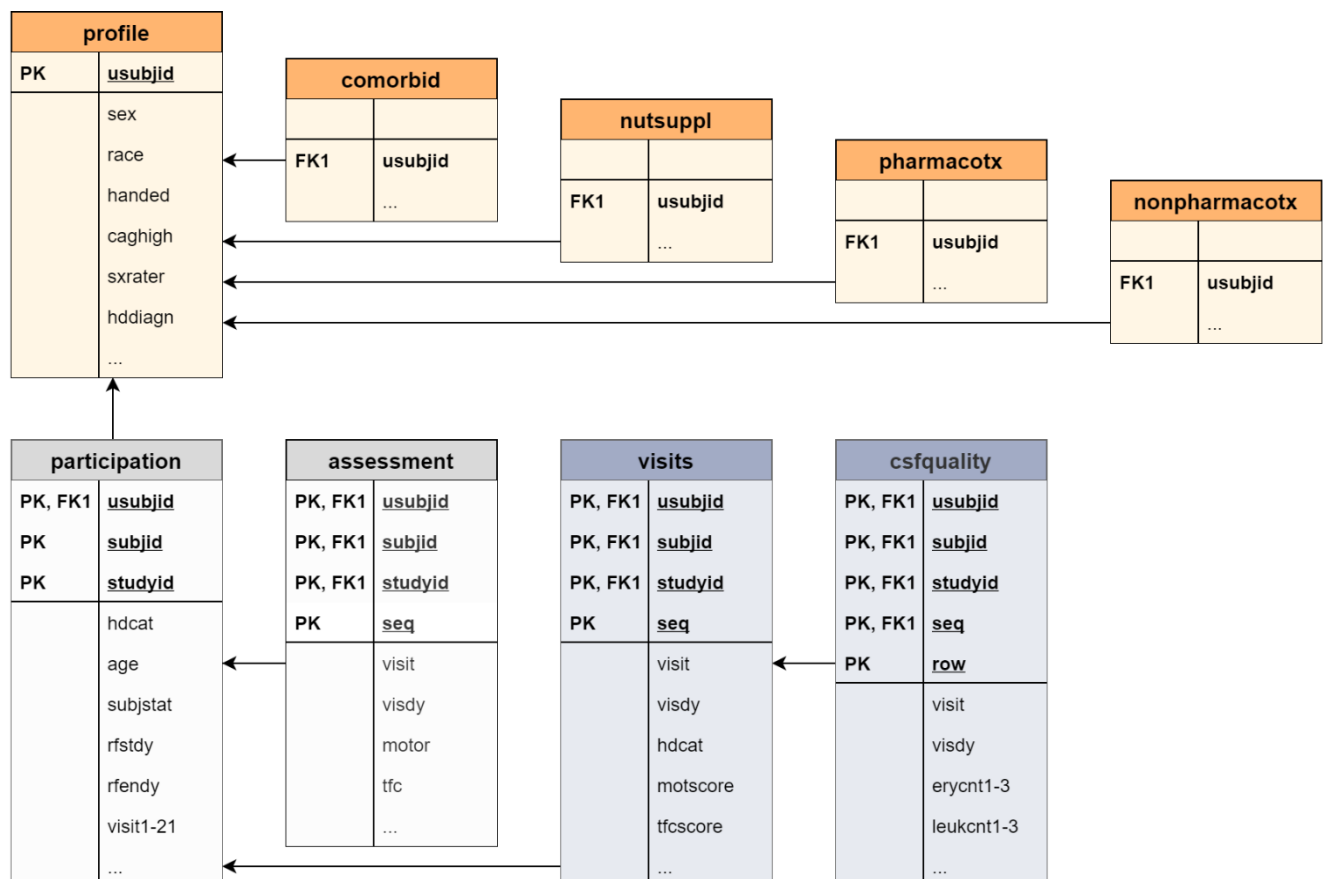 profile
PK usubjid
sex
race
handed
caghigh
sxrater
hddiagn
...
comorbid
FK1 usubjid
...
nutsuppl
FK1 usubjid
...
pharmacotx
FK1 usubjid
...
nonpharmacotx
FK1 usubjid
...
participation
PK, FK1 usubjid
PK subjid
PK studyid
hdcat
age
subjstat
rfstdy
rfendy
visit1-21
...
assessment
PK, FK1 usubjid
PK, FK1 subjid
PK, FK1 studyid
PK seq
visit
visdy
motor
tfc
...
visits
PK, FK1 usubjid
PK, FK1 subjid
PK, FK1 studyid
PK seq
visit
visdy
hdcat
motscore
tfcscore
...
csfquality
PK, FK1 usubjid
PK, FK1 subjid
PK, FK1 studyid
PK, FK1 seq
PK row
visit
visdy
erycnt1-3
leukcnt1-3
...